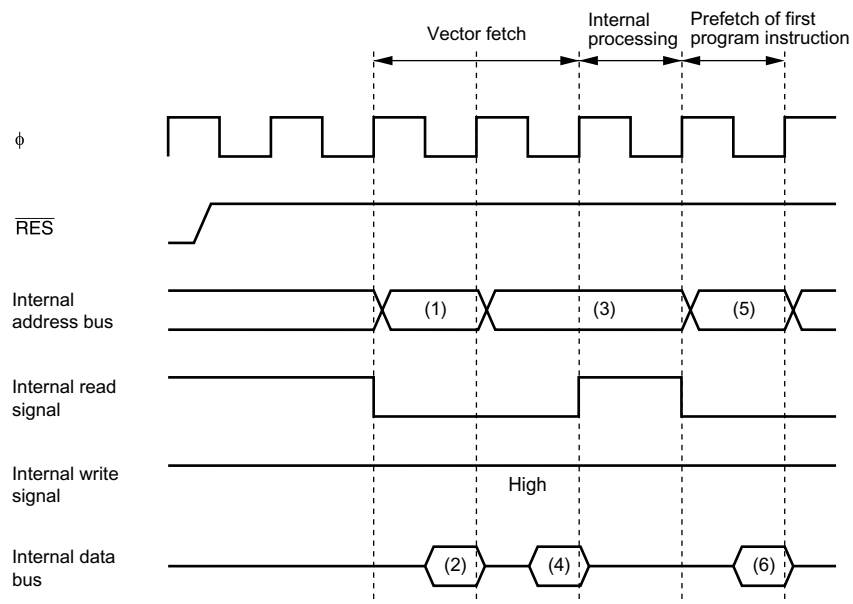 Vector fetch
Internal
processing
Prefetch of first
program instruction
ϕ
RES
Internal
address bus
(1)
(3)
(5)
Internal read
signal
Internal write
signal
High
Internal data
bus
(2)
(4)
(6)